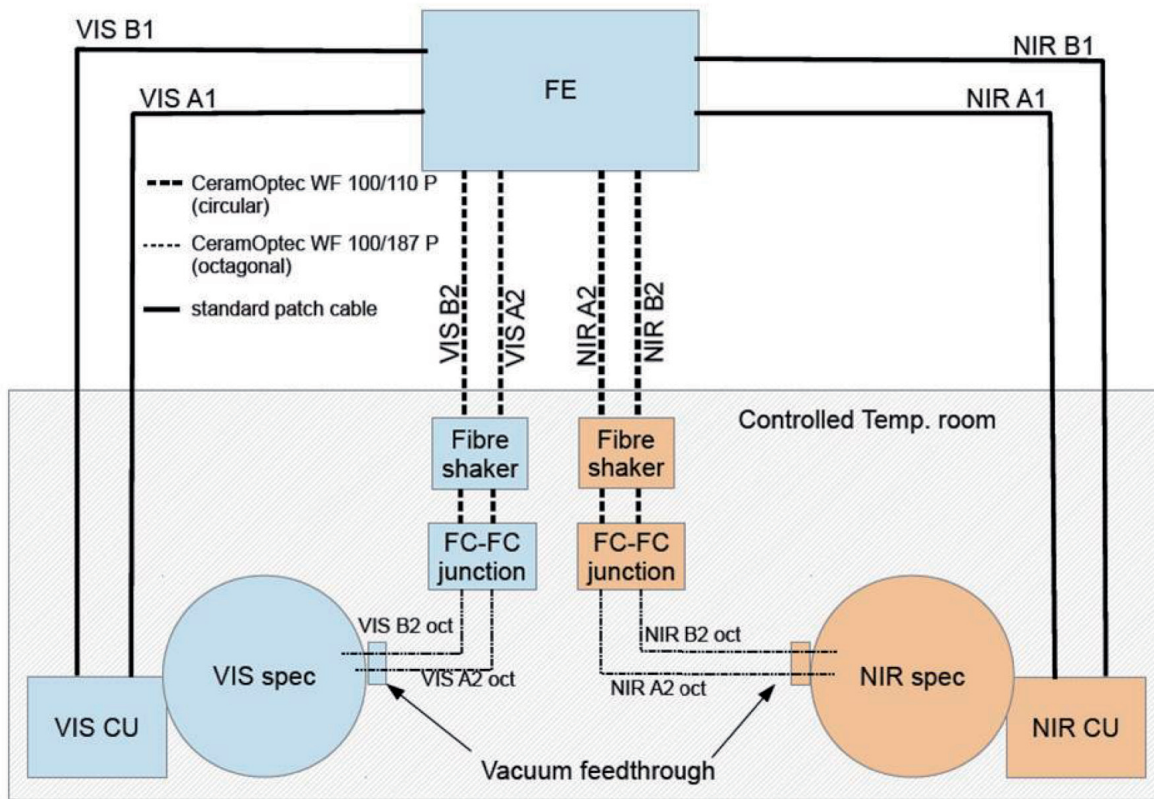 VIS B1
FE
NIR B1
VIS A1
NIR A1
CeramOptec WF 100/110 P
(circular)
CeramOptec WF 100/187 P
(octagonal)
standard patch cable
VIS B2
VIS A2
NIR A2
NIR B2
Controlled Temp. room
Fibre
shaker
Fibre
shaker
FC-FC
junction
FC-FC
junction
VIS B2 oct
NIR B2 oct
VIS spec
VIS A2 oct
NIR A2 oct
NIR spec
VIS CU
NIR CU
Vacuum feedthrough